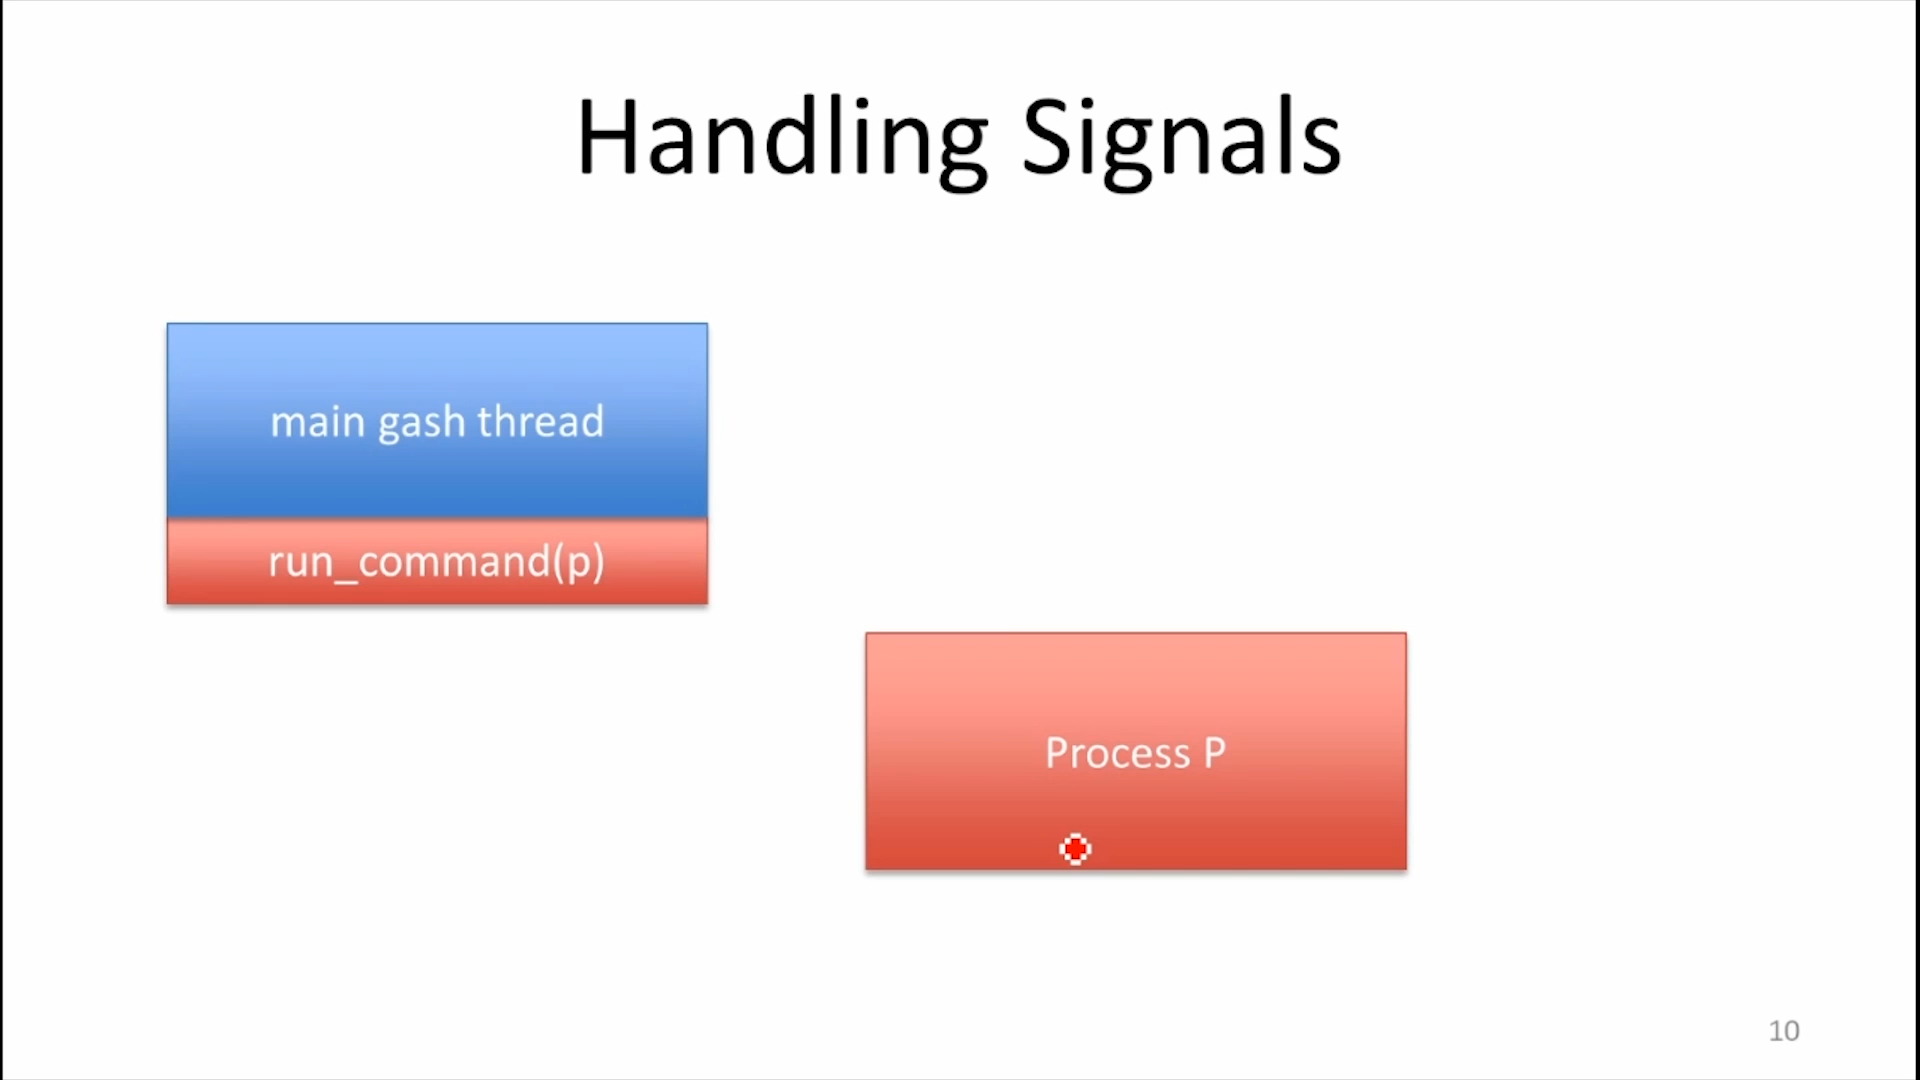 Handling Signals
main gash thread
run_command(p)
Process P
10